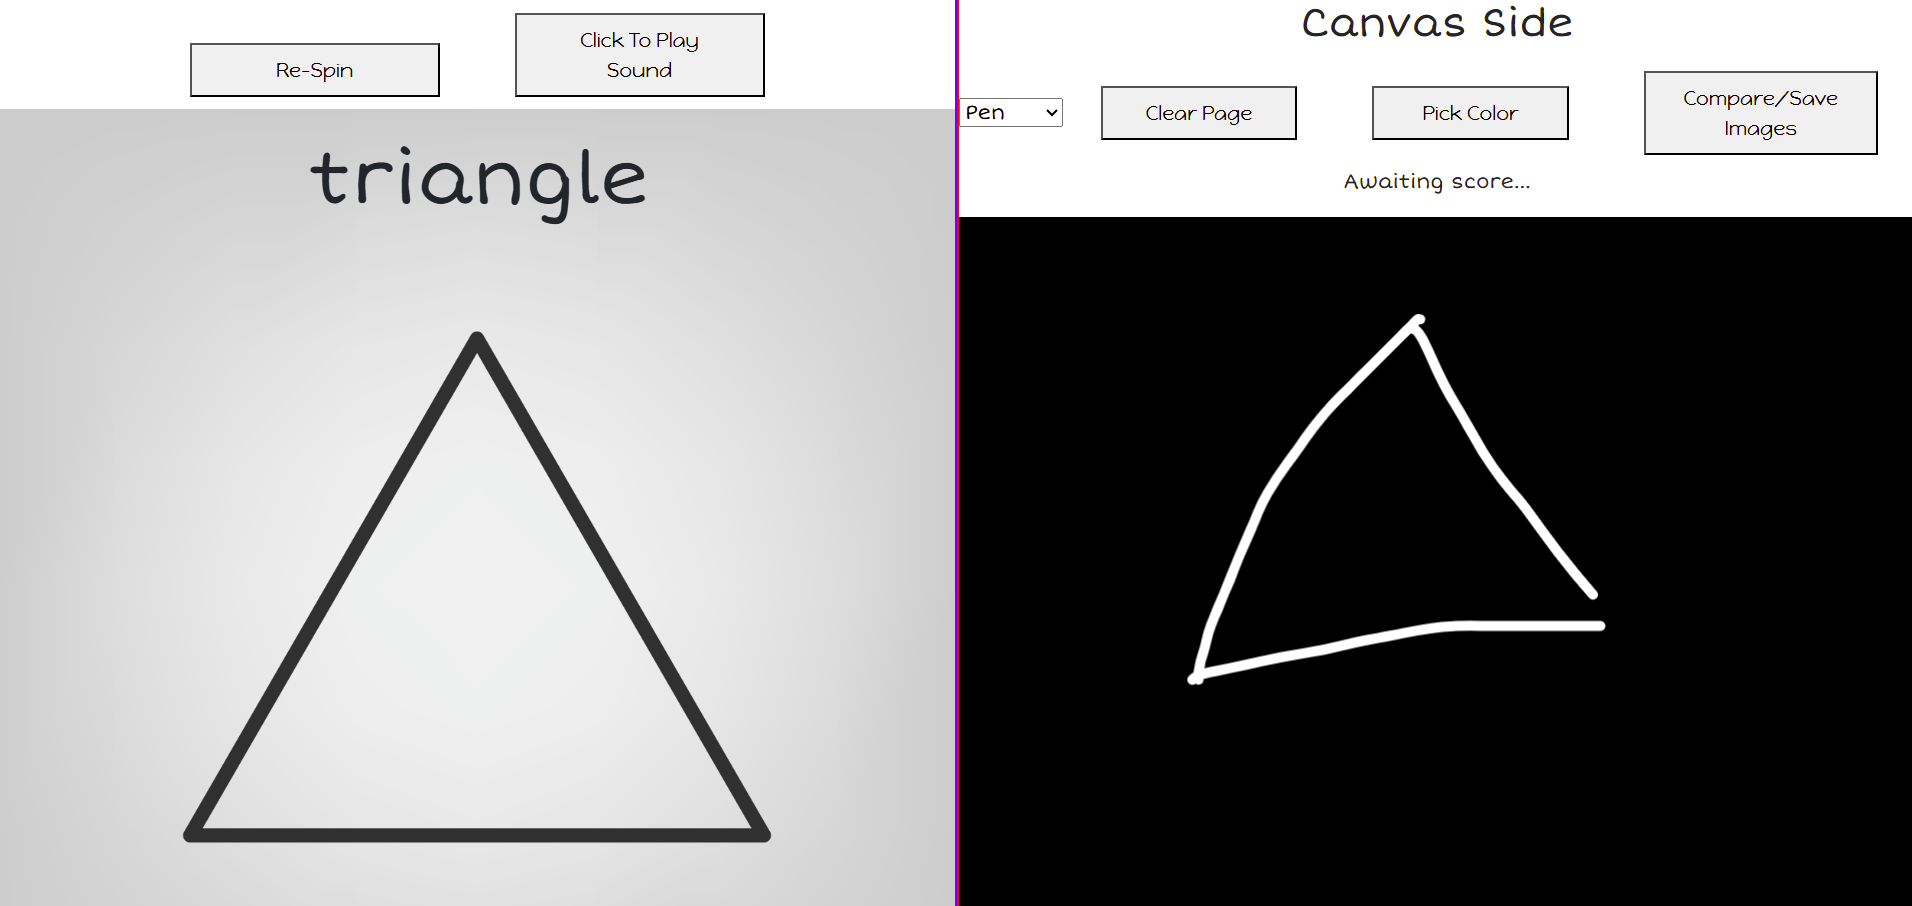 Re-Spin
Click To Play
Sound
triangle
Canvas Side
Pen
Clear Page
Pick Color
Compare/Save
Images
Awaiting score...